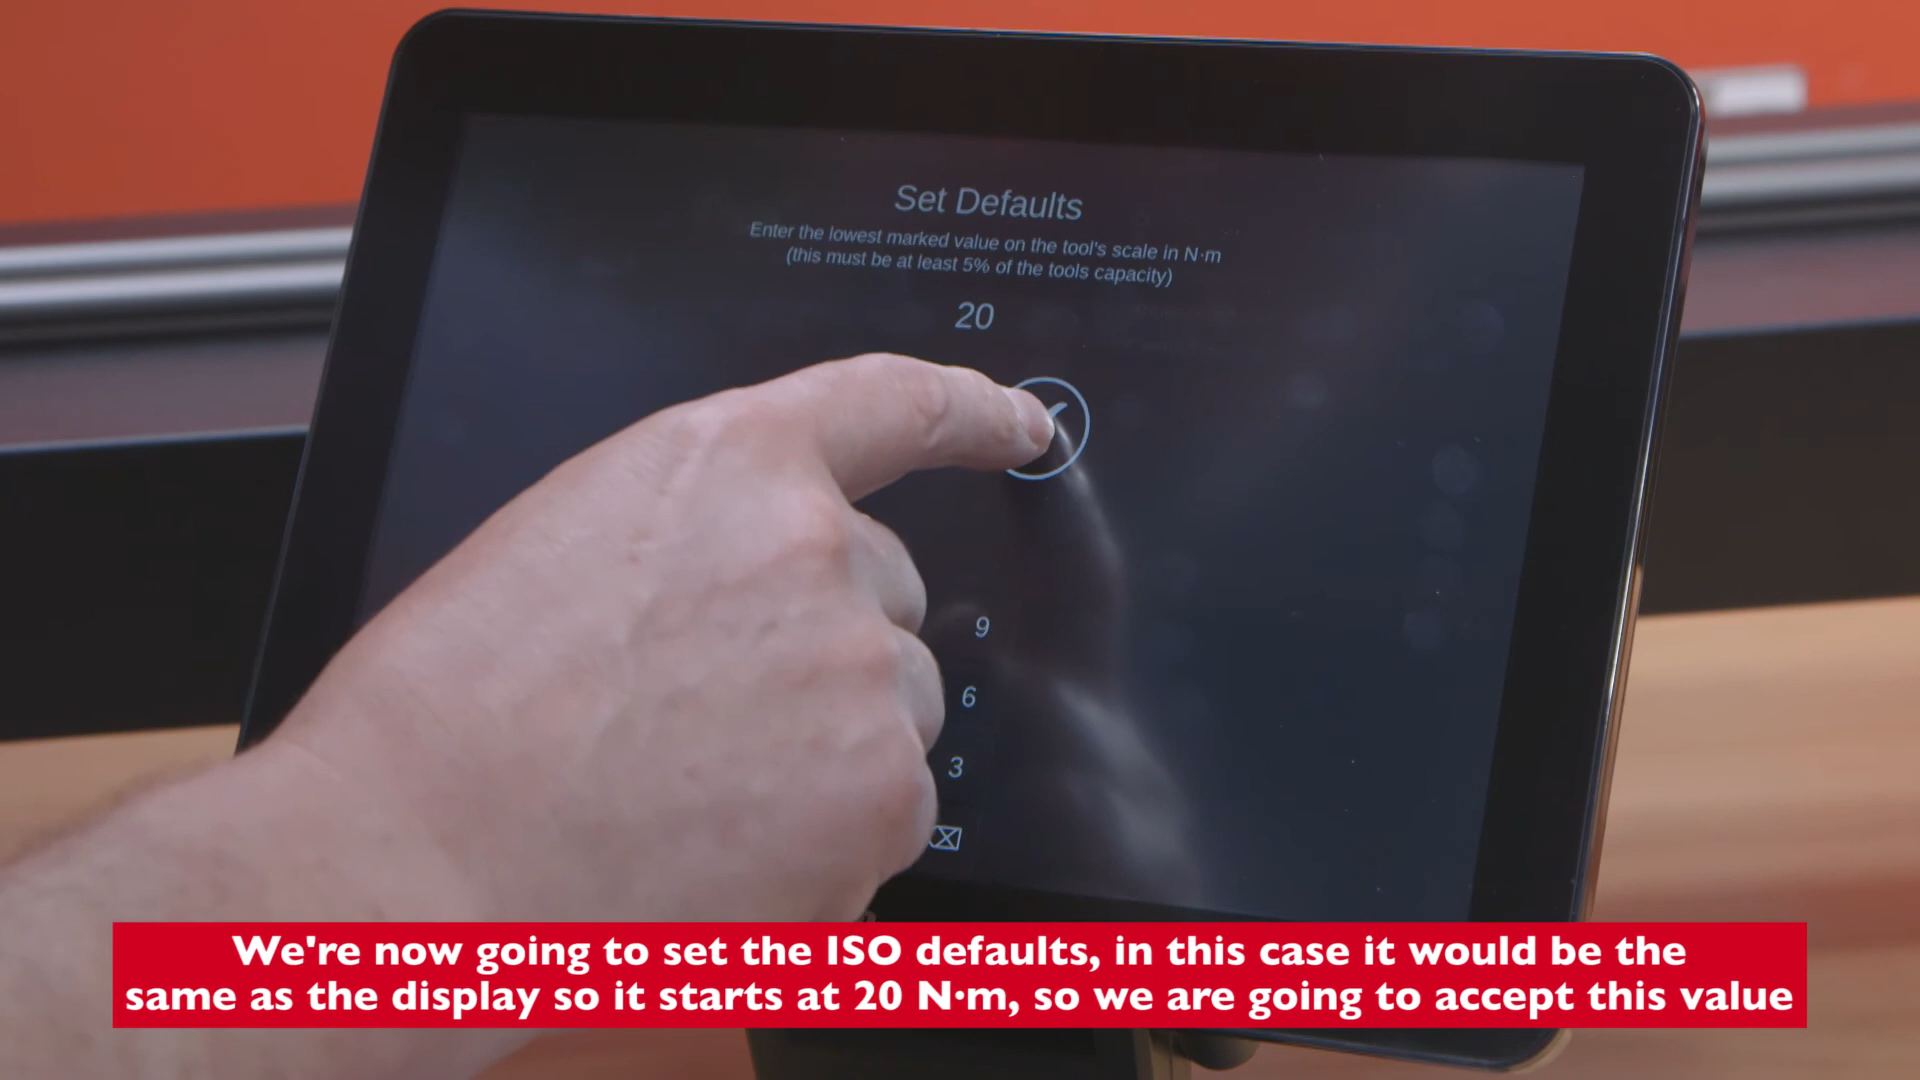 Set Defaults
Enter the lowest marked value on the tool's scale in N·m
(this must be at least 5% of the tools capacity)
20
9
6
3
We're now going to set the ISO defaults, in this case it would be the
same as the display so it starts at 20 N·m, so we are going to accept this value